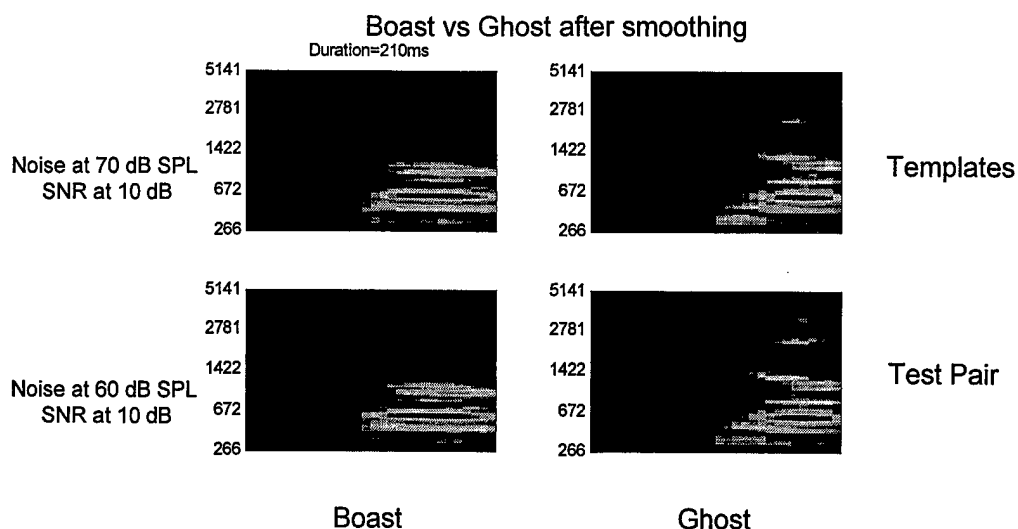 Boast vs Ghost after smoothing
Duration=210ms
5141
2781
1422
672
266
5141
2781
1422
672
266
Noise at 70 dB SPL
SNR at 10 dB
Templates
5141
2781
1422
672
266
5141
2781
1422
672
266
Noise at 60 dB SPL
SNR at 10 dB
Test Pair
Boast
Ghost